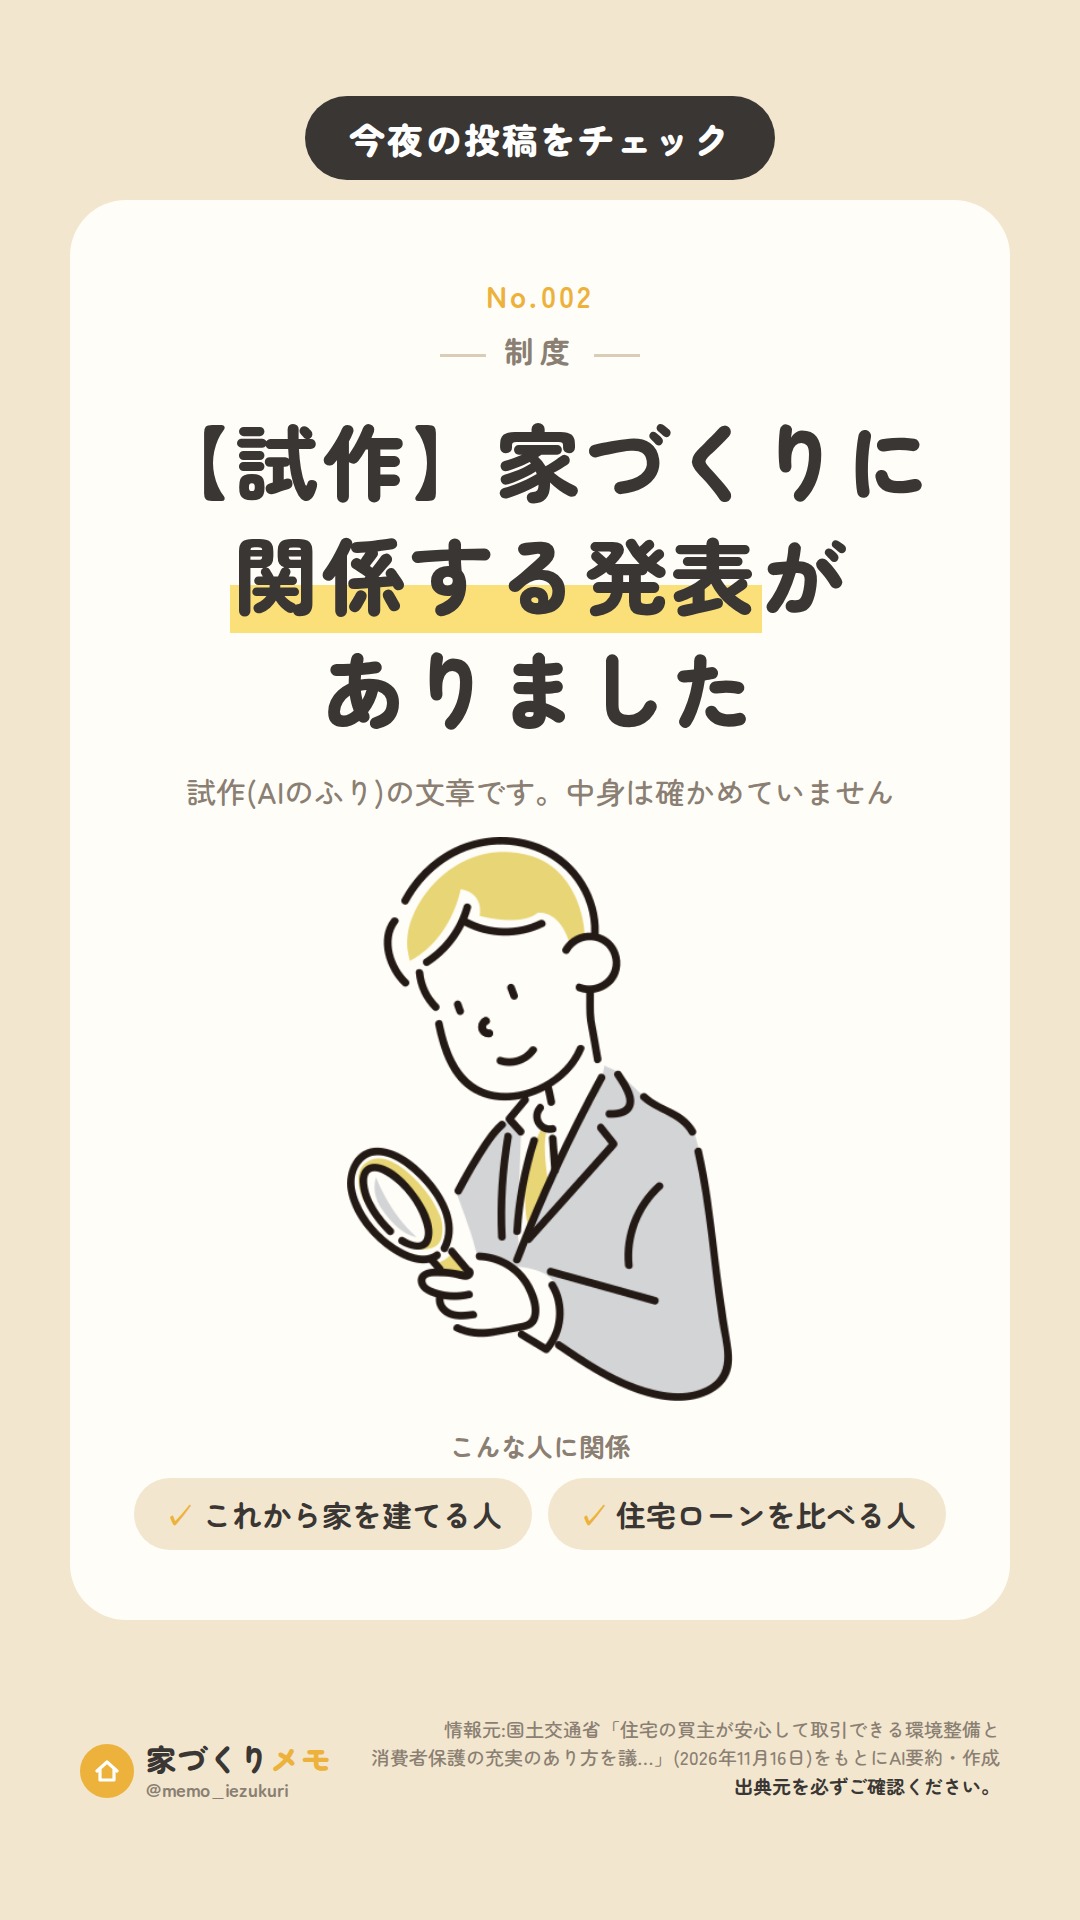 今夜の投稿をチェック
No.002
制度
【試作】家づくりに
関係する発表が
ありました
試作(AIのふり)の文章です。中身は確かめていません
こんな人に関係
✓ これから家を建てる人
✓ 住宅ローンを比べる人
家づくりメモ
@memo_iezukuri
情報元:国土交通省「住宅の買主が安心して取引できる環境整備と
消費者保護の充実のあり方を議…」(2026年11月16日)をもとにAI要約・作成
出典元を必ずご確認ください。